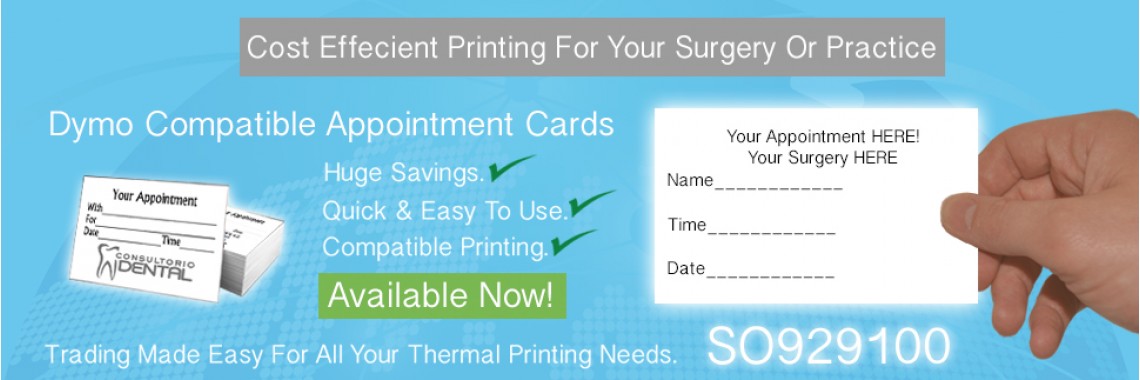 Cost Effecient Printing For Your Surgery Or Practice
Dymo Compatible Appointment Cards
Huge Savings.
Quick & Easy To Use.
Compatible Printing.
Available Now!
Your Appointment
With
For
Date Time
CONSULTORIO
DENTAL
Your Appointment HERE!
Your Surgery HERE
Name____________
Time____________
Date____________
Trading Made Easy For All Your Thermal Printing Needs.
SO929100